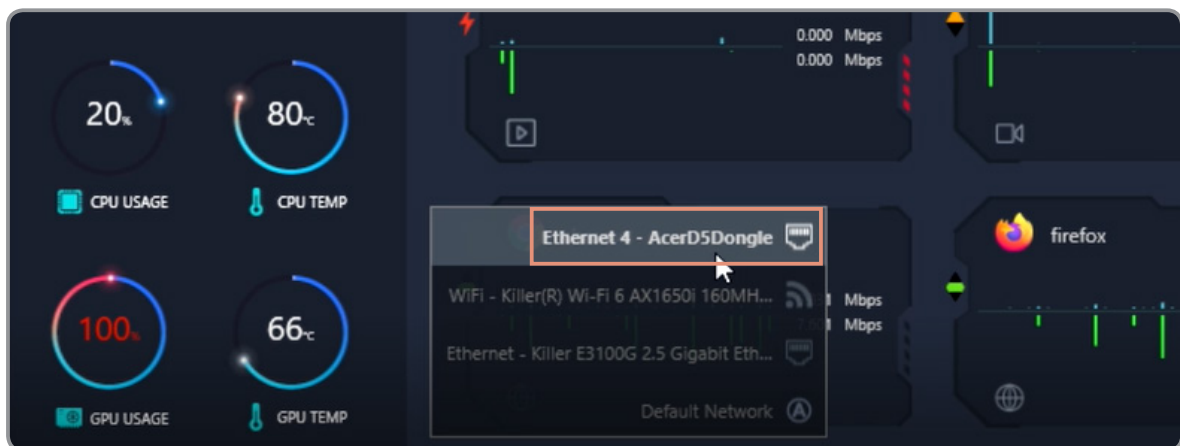 0.000 Mbps
0.000 Mbps
20%
80°C
CPU USAGE
CPU TEMP
Ethernet 4 - AcerD5Dongle
firefox
WiFi - Killer(R) Wi-Fi 6 AX1650i 160MH...
Mbps
100%
66°C
Mbps
Ethernet - Killer E3100G 2.5 Gigabit Eth...
Default Network
GPU USAGE
GPU TEMP